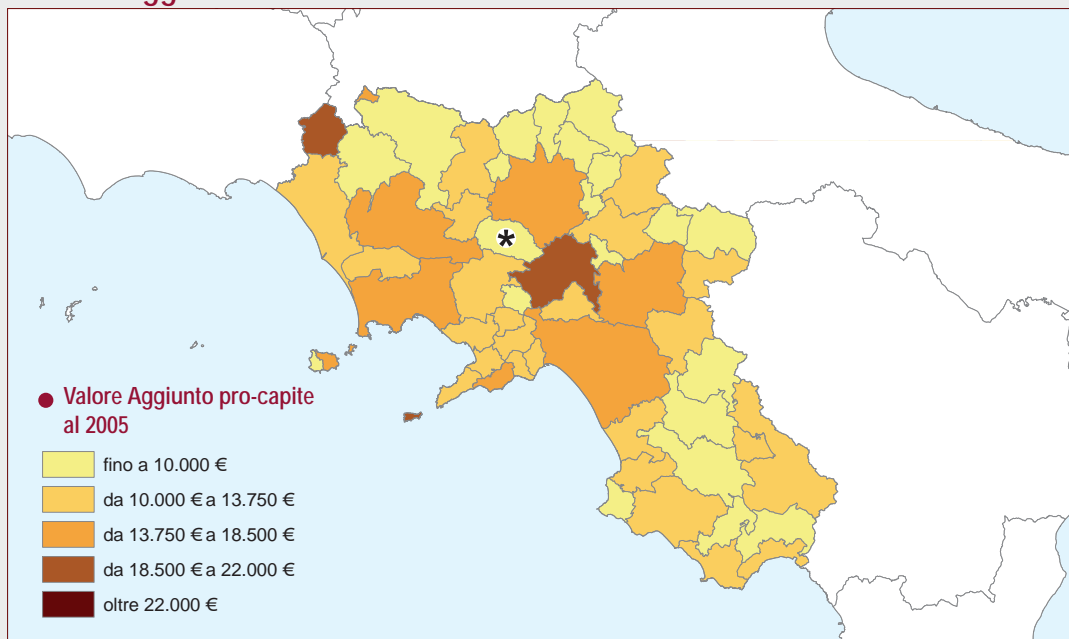 Valore Aggiunto pro-capite
al 2005
fino a 10.000 €
da 10.000 € a 13.750 €
da 13.750 € a 18.500 €
da 18.500 € a 22.000 €
oltre 22.000 €
*